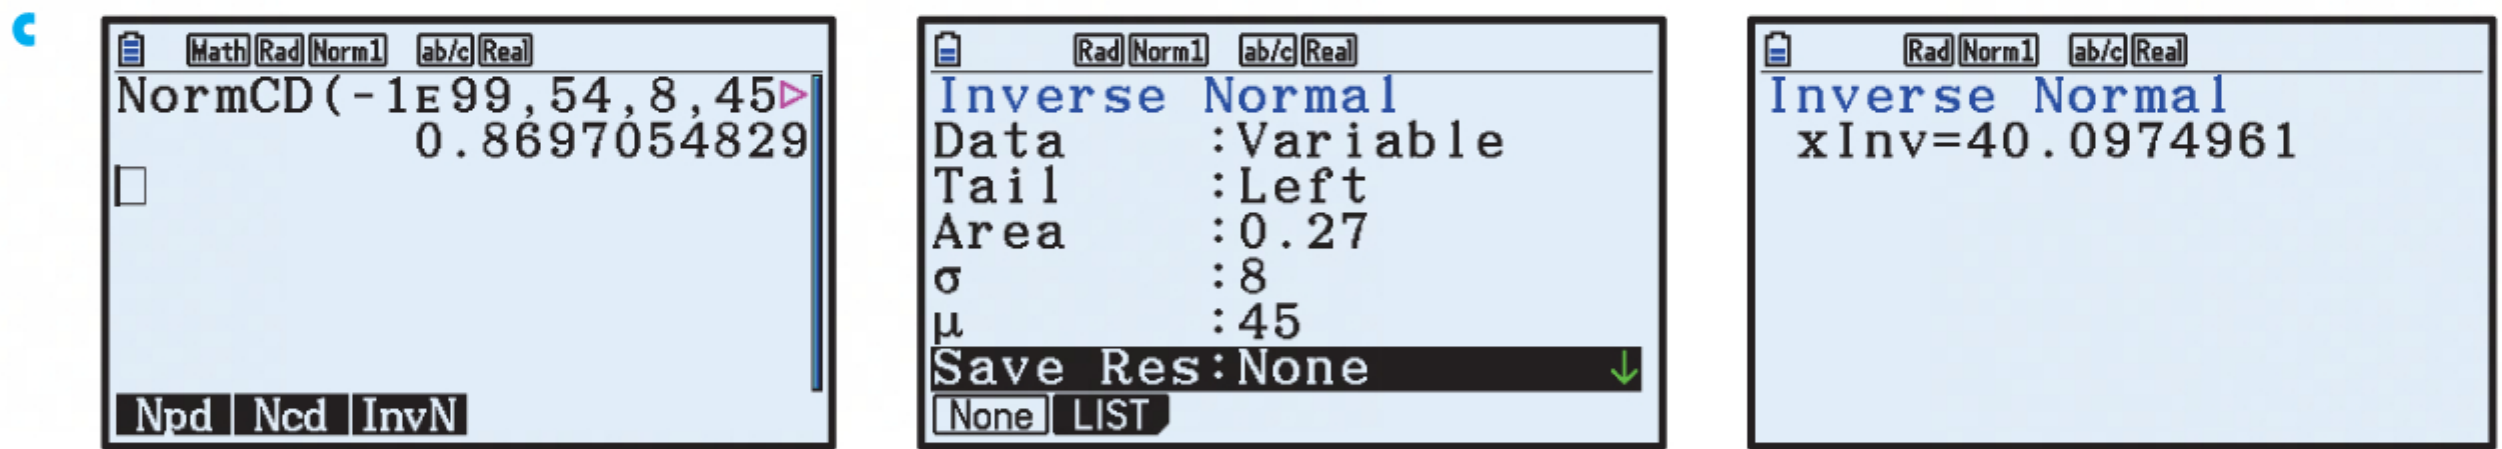 c
Math Rad Norm1 ab/c Real
NormCD(-1E99,54,8,45▷
0.8697054829
Npd Ncd InvN
Rad Norm1 ab/c Real
Inverse Normal
Data :Variable
Tail :Left
Area :0.27
σ :8
μ :45
Save Res:None ↓
None LIST
Rad Norm1 ab/c Real
Inverse Normal
xInv=40.0974961